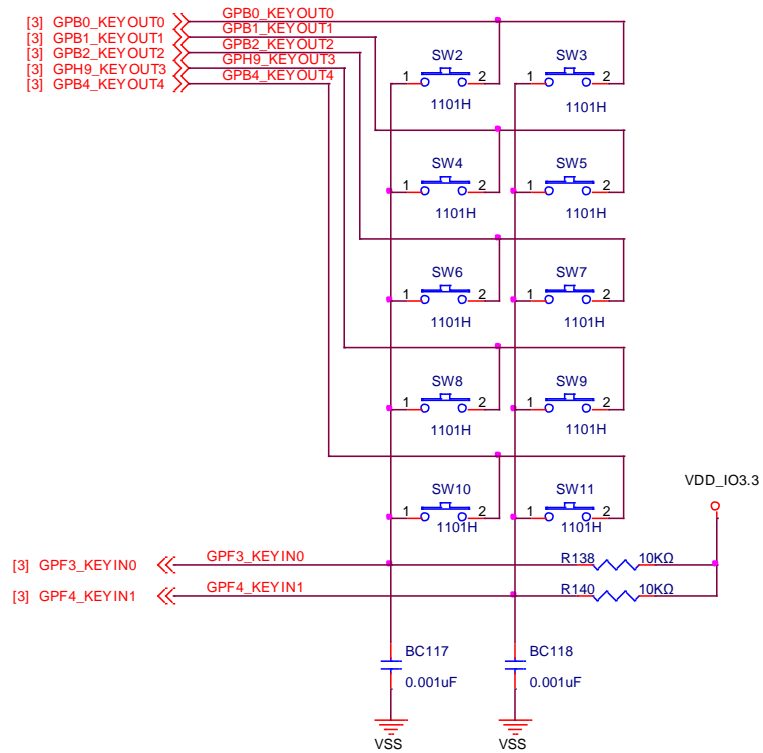 [3] GPB0_KEYOUT0 GPB0_KEYOUT0
[3] GPB1_KEYOUT1 GPB1_KEYOUT1
[3] GPB2_KEYOUT2 GPB2_KEYOUT2
[3] GPH9_KEYOUT3 GPH9_KEYOUT3
[3] GPB4_KEYOUT4 GPB4_KEYOUT4
SW2 SW3
1 2 1 2
1101H 1101H
SW4 SW5
1 2 1 2
1101H 1101H
SW6 SW7
1 2 1 2
1101H 1101H
SW8 SW9
1 2 1 2
1101H 1101H
VDD_IO3.3
SW10 SW11
1 2 1 2
1101H 1101H
[3] GPF3_KEYIN0 GPF3_KEYIN0 R138 10KΩ
[3] GPF4_KEYIN1 GPF4_KEYIN1 R140 10KΩ
BC117 BC118
0.001uF 0.001uF
VSS VSS